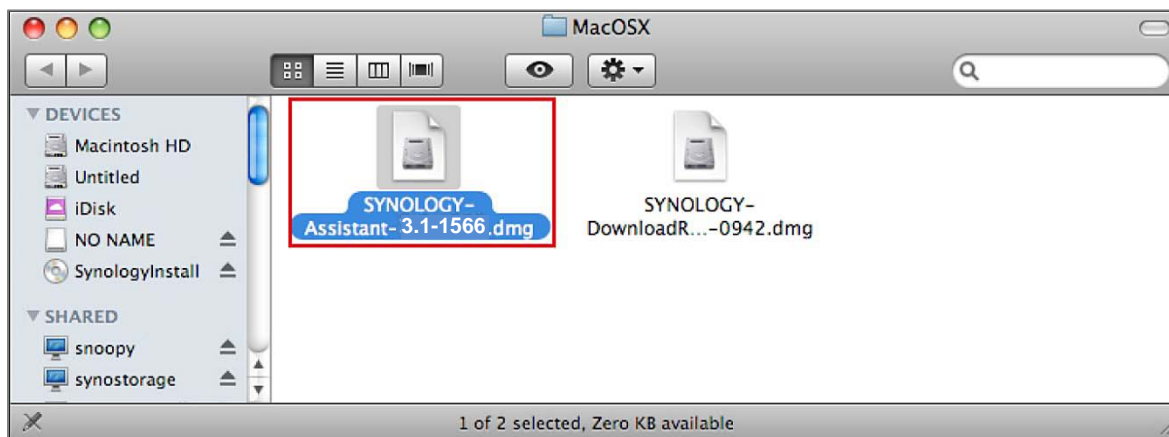 MacOSX
DEVICES
Macintosh HD
Untitled
iDisk
NO NAME
SynologyInstall
SHARED
snoopy
synostorage
SYNOLOGY-
Assistant-3.1-1566.dmg
SYNOLOGY-
DownloadR...-0942.dmg
1 of 2 selected, Zero KB available